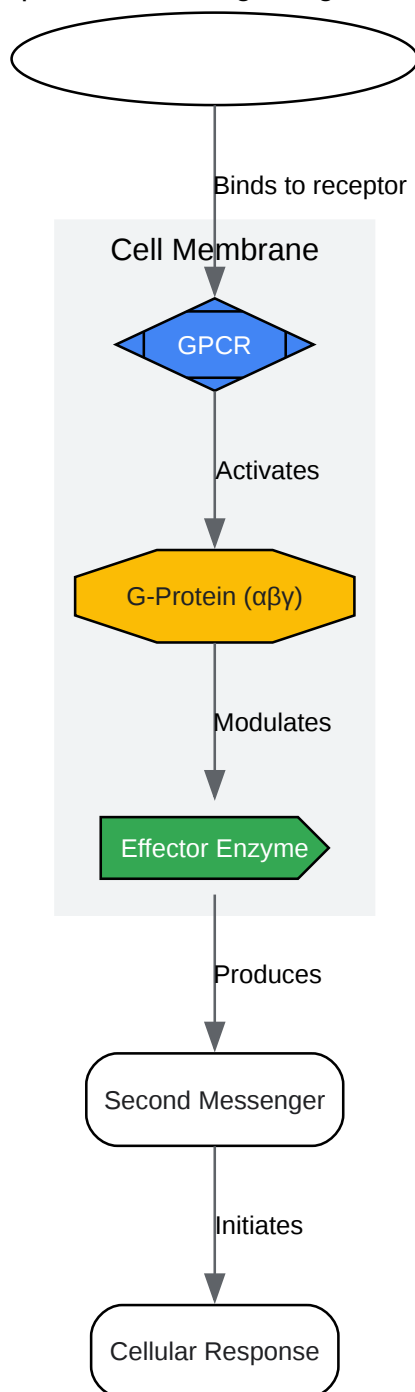 Binds to receptor
Cell Membrane
GPCR
Activates
G-Protein (αβγ)
Modulates
Effector Enzyme
Produces
Second Messenger
Initiates
Cellular Response